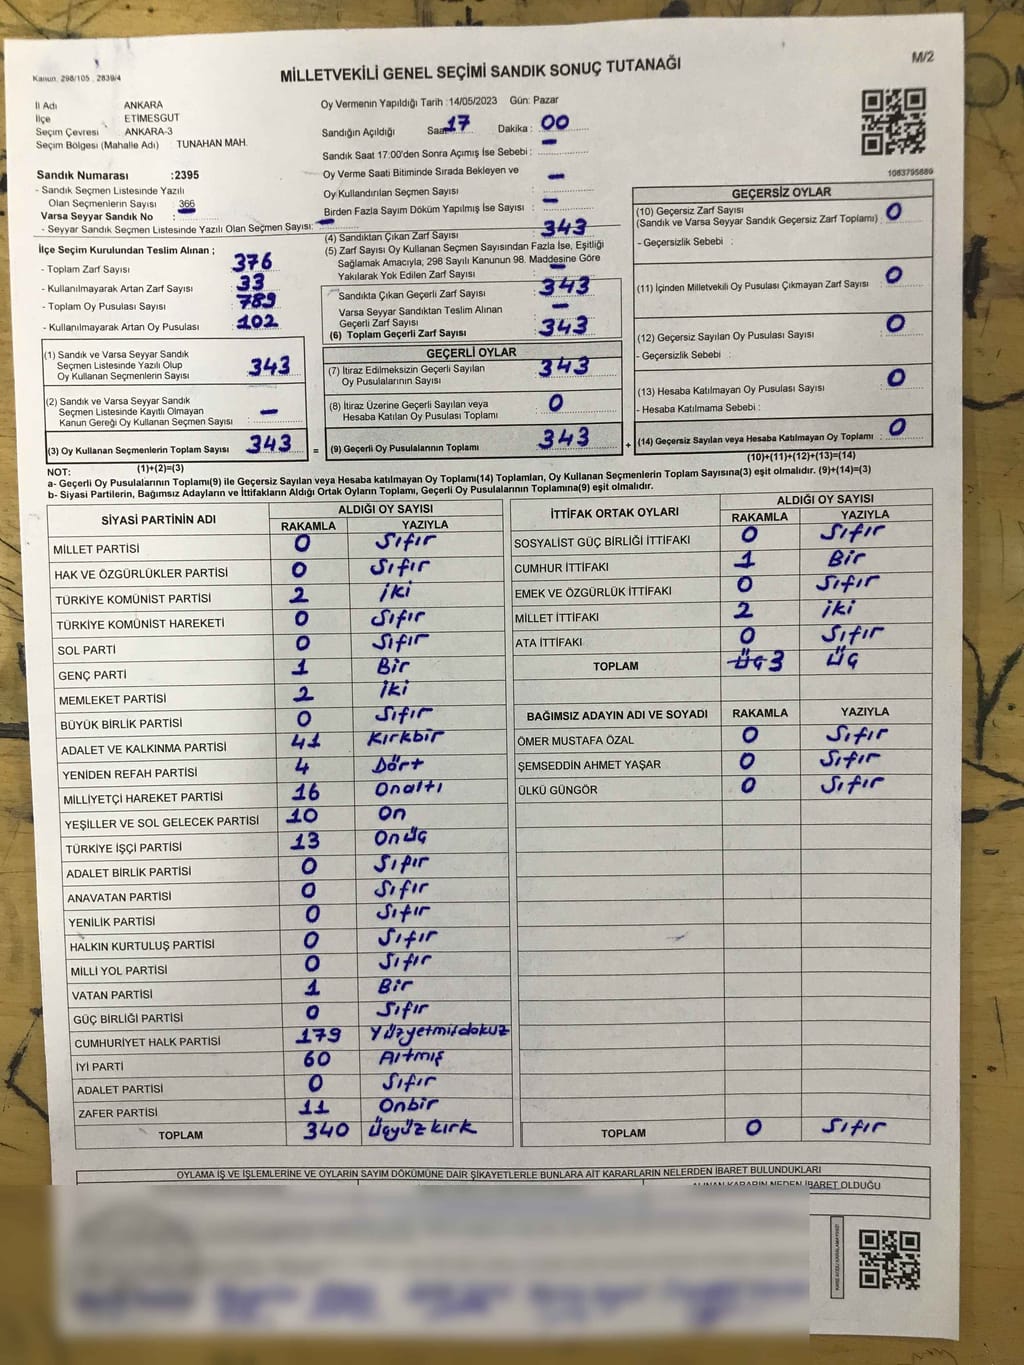 Kanun: 298/105 , 2839/4
MİLLETVEKİLİ GENEL SEÇİMİ SANDIK SONUÇ TUTANAĞI
M/2
İl Adı ANKARA
İlçe ETİMESGUT
Seçim Çevresi ANKARA-3
Seçim Bölgesi (Mahalle Adı) TUNAHAN MAH.
Oy Vermenin Yapıldığı Tarih :14/05/2023 Gün: Pazar
Sandığın Açıldığı Saat 17 Dakika : 00
Sandık Saat 17:00'den Sonra Açımış İse Sebebi : -
Oy Verme Saati Bitiminde Sırada Bekleyen ve
Oy Kullandırılan Seçmen Sayısı -
Birden Fazla Sayım Döküm Yapılmış İse Sayısı : -
1083795889
Sandık Numarası :2395
- Sandık Seçmen Listesinde Yazılı
Olan Seçmenlerin Sayısı : 366
Varsa Seyyar Sandık No : -
- Seyyar Sandık Seçmen Listesinde Yazılı Olan Seçmen Sayısı: -
İlçe Seçim Kurulundan Teslim Alınan ;
- Toplam Zarf Sayısı : 376
- Kullanılmayarak Artan Zarf Sayısı : 33
- Toplam Oy Pusulası Sayısı : 789
- Kullanılmayarak Artan Oy Pusulası : 102
(4) Sandıktan Çıkan Zarf Sayısı : 343
(5) Zarf Sayısı Oy Kullanan Seçmen Sayısından Fazla İse, Eşitliği
Sağlamak Amacıyla, 298 Sayılı Kanunun 98. Maddesine Göre
Yakılarak Yok Edilen Zarf Sayısı : -
Sandıkta Çıkan Geçerli Zarf Sayısı : 343
Varsa Seyyar Sandıktan Teslim Alınan
Geçerli Zarf Sayısı : -
(6) Toplam Geçerli Zarf Sayısı : 343
GEÇERSİZ OYLAR
(10) Geçersiz Zarf Sayısı
(Sandık ve Varsa Seyyar Sandık Geçersiz Zarf Toplamı) : 0
- Geçersizlik Sebebi :
(11) İçinden Milletvekili Oy Pusulası Çıkmayan Zarf Sayısı : 0
(12) Geçersiz Sayılan Oy Pusulası Sayısı : 0
- Geçersizlik Sebebi :
(13) Hesaba Katılmayan Oy Pusulası Sayısı : 0
- Hesaba Katılmama Sebebi :
(14) Geçersiz Sayılan veya Hesaba Katılmayan Oy Toplamı : 0
(10)+(11)+(12)+(13)=(14)
(1) Sandık ve Varsa Seyyar Sandık
Seçmen Listesinde Yazılı Olup
Oy Kullanan Seçmenlerin Sayısı : 343
(2) Sandık ve Varsa Seyyar Sandık
Seçmen Listesinde Kayıtlı Olmayan
Kanun Gereği Oy Kullanan Seçmen Sayısı : -
(3) Oy Kullanan Seçmenlerin Toplam Sayısı : 343 =
(1)+(2)=(3)
GEÇERLİ OYLAR
(7) İtiraz Edilmeksizin Geçerli Sayılan
Oy Pusulalarının Sayısı : 343
(8) İtiraz Üzerine Geçerli Sayılan veya
Hesaba Katılan Oy Pusulası Toplamı : 0
(9) Geçerli Oy Pusulalarının Toplamı : 343 +
NOT:
a- Geçerli Oy Pusulalarının Toplamı(9) ile Geçersiz Sayılan veya Hesaba katılmayan Oy Toplamı(14) Toplamları, Oy Kullanan Seçmenlerin Toplam Sayısına(3) eşit olmalıdır. (9)+(14)=(3)
b- Siyasi Partilerin, Bağımsız Adayların ve İttifakların Aldığı Ortak Oyların Toplamı, Geçerli Oy Pusulalarının Toplamına(9) eşit olmalıdır.
SİYASİ PARTİNİN ADI ALDIĞI OY SAYISI
RAKAMLA YAZIYLA
MİLLET PARTİSİ 0 Sıfır
HAK VE ÖZGÜRLÜKLER PARTİSİ 0 Sıfır
TÜRKİYE KOMÜNİST PARTİSİ 2 iki
TÜRKİYE KOMÜNİST HAREKETİ 0 Sıfır
SOL PARTİ 0 Sıfır
GENÇ PARTİ 1 Bir
MEMLEKET PARTİSİ 2 iki
BÜYÜK BİRLİK PARTİSİ 0 Sıfır
ADALET VE KALKINMA PARTİSİ 41 Kırkbir
YENİDEN REFAH PARTİSİ 4 Dört
MİLLİYETÇİ HAREKET PARTİSİ 16 Onaltı
YEŞİLLER VE SOL GELECEK PARTİSİ 10 On
TÜRKİYE İŞÇİ PARTİSİ 13 Onüç
ADALET BİRLİK PARTİSİ 0 Sıfır
ANAVATAN PARTİSİ 0 Sıfır
YENİLİK PARTİSİ 0 Sıfır
HALKIN KURTULUŞ PARTİSİ 0 Sıfır
MİLLİ YOL PARTİSİ 0 Sıfır
VATAN PARTİSİ 1 Bir
GÜÇ BİRLİĞİ PARTİSİ 0 Sıfır
CUMHURİYET HALK PARTİSİ 179 Yüzyetmişdokuz
İYİ PARTİ 60 Altmış
ADALET PARTİSİ 0 Sıfır
ZAFER PARTİSİ 11 Onbir
TOPLAM 340 Üçyüz kırk
İTTİFAK ORTAK OYLARI ALDIĞI OY SAYISI
RAKAMLA YAZIYLA
SOSYALİST GÜÇ BİRLİĞİ İTTİFAKI 0 Sıfır
CUMHUR İTTİFAKI 1 Bir
EMEK VE ÖZGÜRLÜK İTTİFAKI 0 Sıfır
MİLLET İTTİFAKI 2 iki
ATA İTTİFAKI 0 Sıfır
TOPLAM Üç 3 Üç
BAĞIMSIZ ADAYIN ADI VE SOYADI RAKAMLA YAZIYLA
ÖMER MUSTAFA ÖZAL 0 Sıfır
ŞEMSEDDİN AHMET YAŞAR 0 Sıfır
ÜLKÜ GÜNGÖR 0 Sıfır
TOPLAM 0 Sıfır
OYLAMA İŞ VE İŞLEMLERİNE VE OYLARIN SAYIM DÖKÜMÜNE DAİR ŞİKAYETLERLE BUNLARA AİT KARARLARIN NELERDEN İBARET BULUNDUKLARI
ALINAN KARARIN NEDEN İBARET OLDUĞU